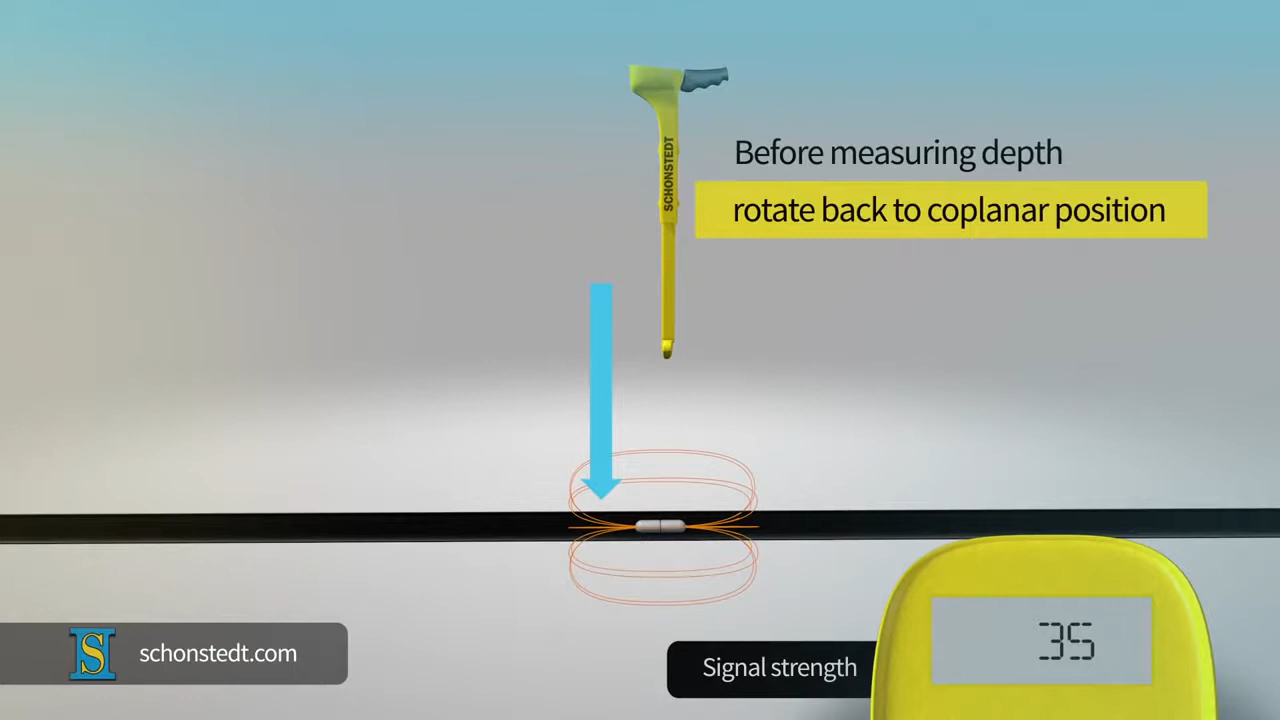 Before measuring depth
rotate back to coplanar position
SCHONSTEDT
S
schonstedt.com
Signal strength
35